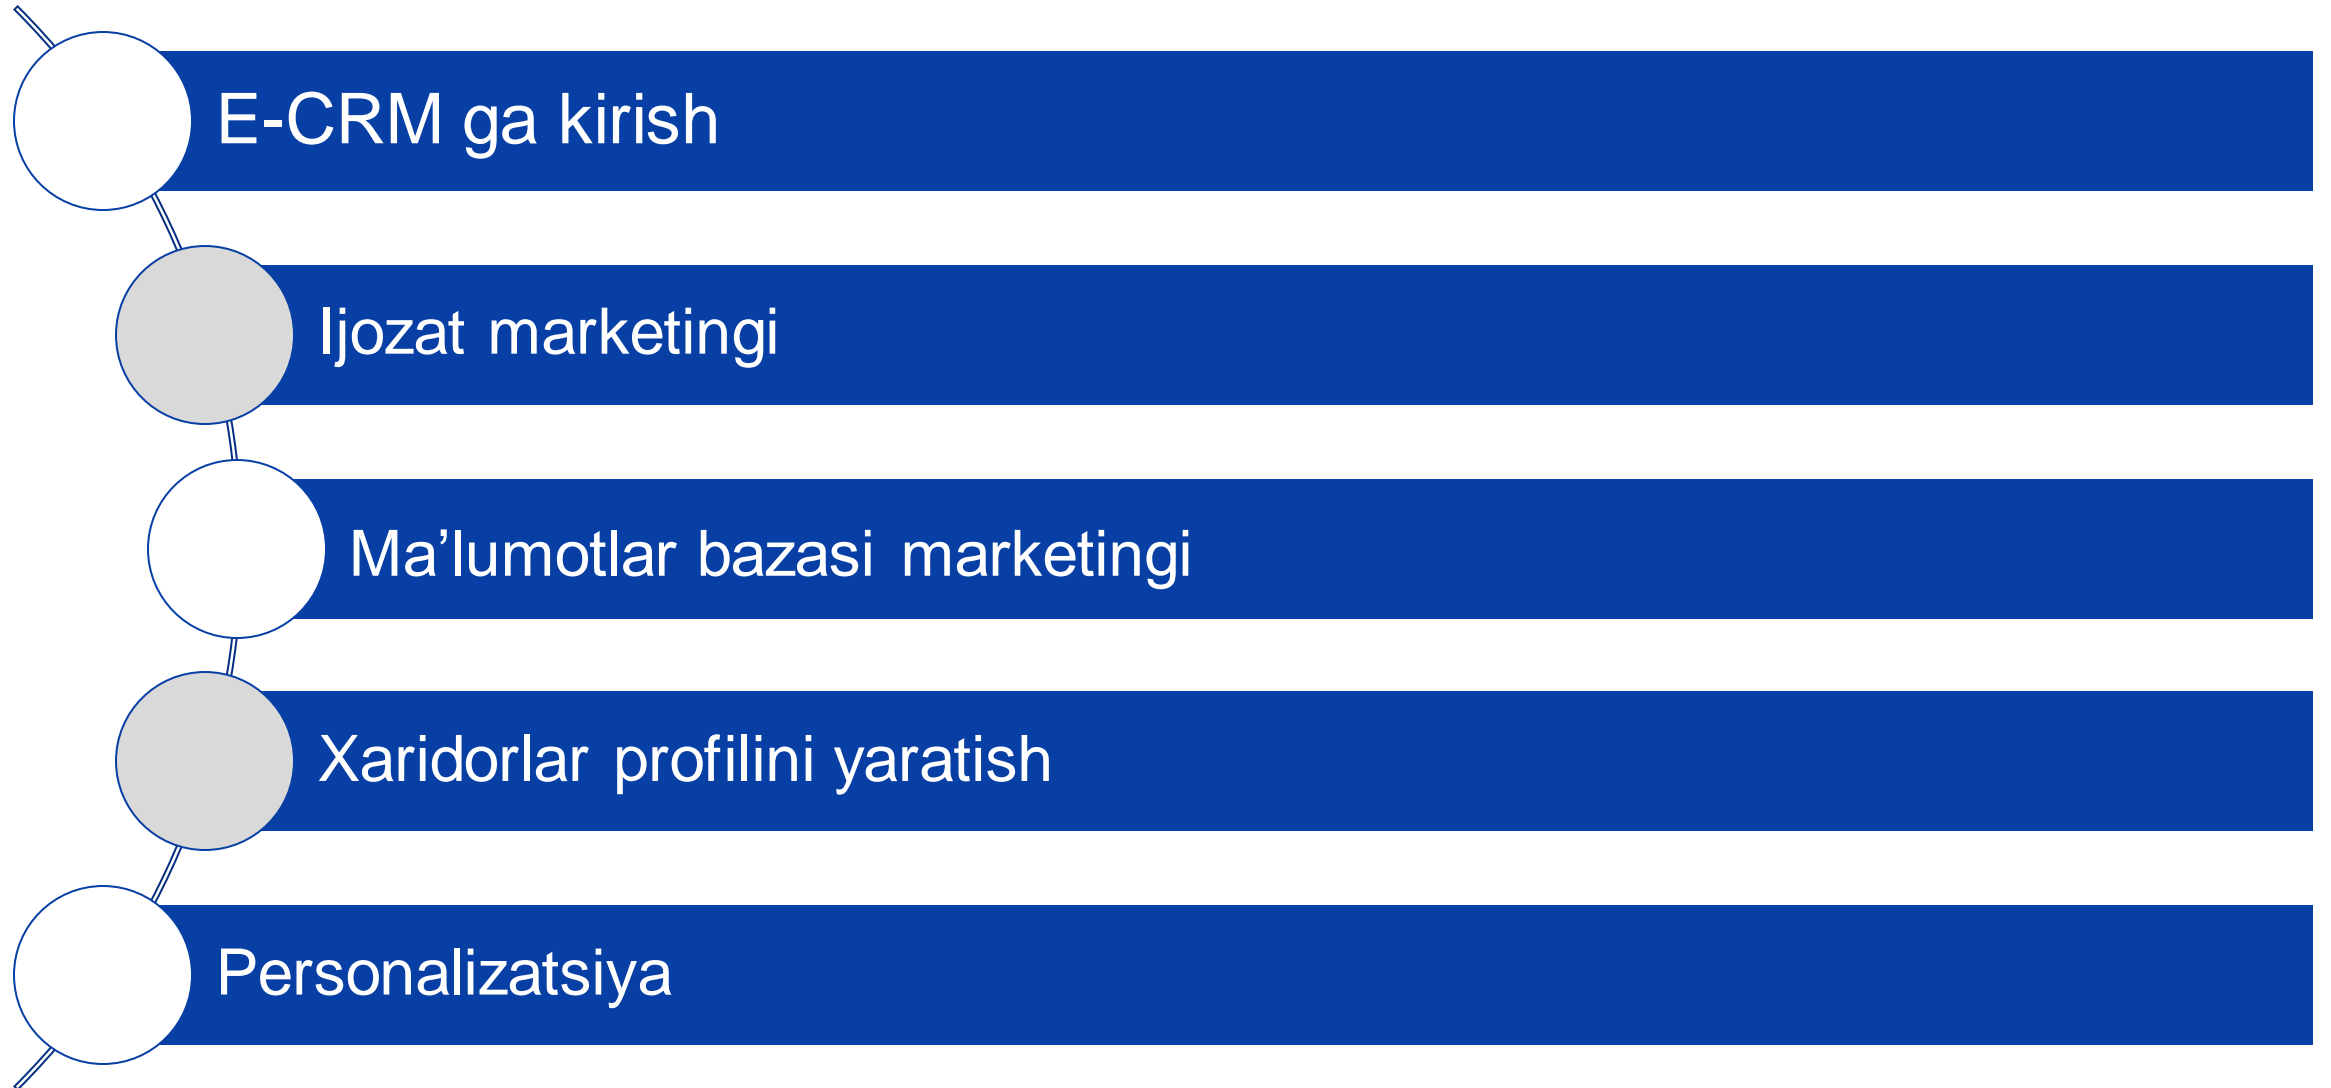 E-CRM ga kirish
Ijozat marketingi
Ma’lumotlar bazasi marketingi
Xaridorlar profilini yaratish
Personalizatsiya